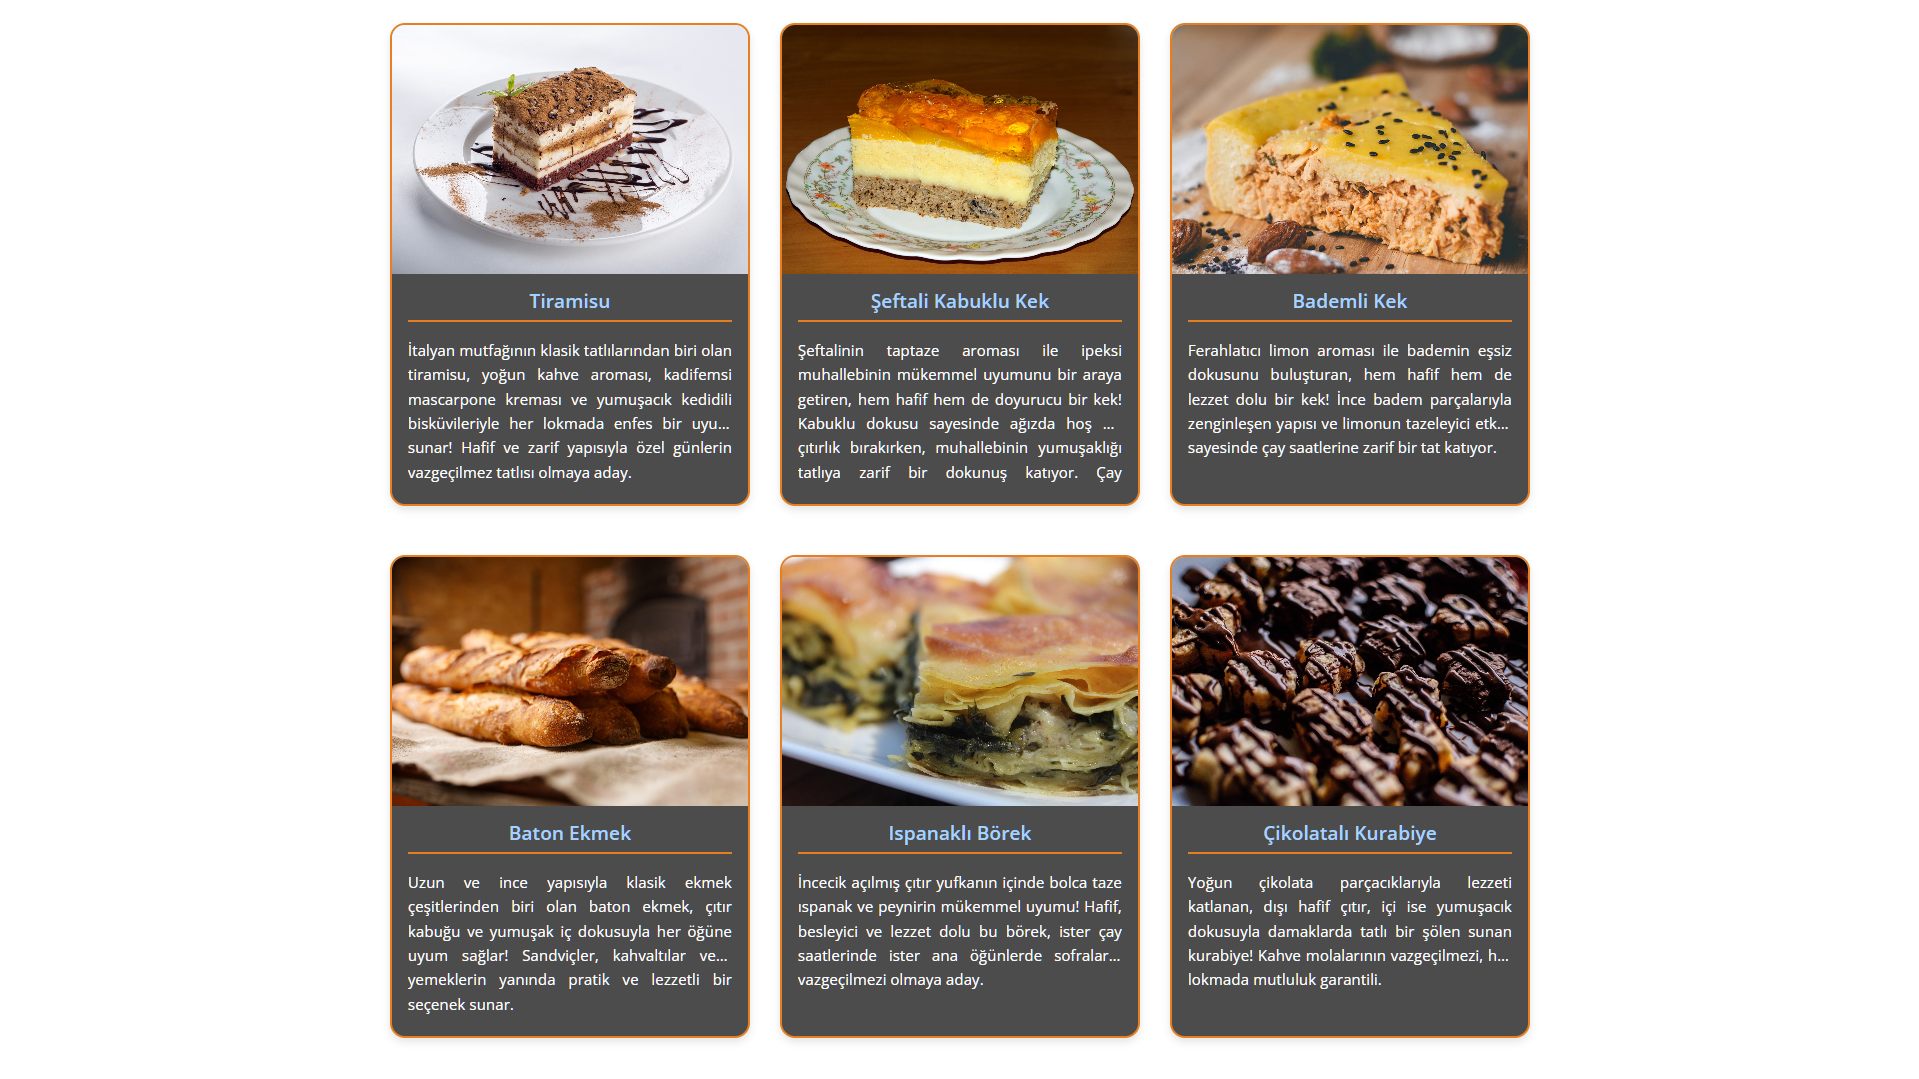 Tiramisu
İtalyan mutfağının klasik tatlılarından biri olan
tiramisu, yoğun kahve aroması, kadifemsi
mascarpone kreması ve yumuşacık kedidili
bisküvileriyle her lokmada enfes bir uyu...
sunar! Hafif ve zarif yapısıyla özel günlerin
vazgeçilmez tatlısı olmaya aday.
Şeftali Kabuklu Kek
Şeftalinin taptaze aroması ile ipeksi
muhallebinin mükemmel uyumunu bir araya
getiren, hem hafif hem de doyurucu bir kek!
Kabuklu dokusu sayesinde ağızda hoş ...
çıtırlık bırakırken, muhallebinin yumuşaklığı
tatlıya zarif bir dokunuş katıyor. Çay
Bademli Kek
Ferahlatıcı limon aroması ile bademin eşsiz
dokusunu buluşturan, hem hafif hem de
lezzet dolu bir kek! İnce badem parçalarıyla
zenginleşen yapısı ve limonun tazeleyici etk...
sayesinde çay saatlerine zarif bir tat katıyor.
Baton Ekmek
Uzun ve ince yapısıyla klasik ekmek
çeşitlerinden biri olan baton ekmek, çıtır
kabuğu ve yumuşak iç dokusuyla her öğüne
uyum sağlar! Sandviçler, kahvaltılar ve...
yemeklerin yanında pratik ve lezzetli bir
seçenek sunar.
Ispanaklı Börek
İncecik açılmış çıtır yufkanın içinde bolca taze
ıspanak ve peynirin mükemmel uyumu! Hafif,
besleyici ve lezzet dolu bu börek, ister çay
saatlerinde ister ana öğünlerde sofralar...
vazgeçilmezi olmaya aday.
Çikolatalı Kurabiye
Yoğun çikolata parçacıklarıyla lezzeti
katlanan, dışı hafif çıtır, içi ise yumuşacık
dokusuyla damaklarda tatlı bir şölen sunan
kurabiye! Kahve molalarının vazgeçilmezi, h...
lokmada mutluluk garantili.